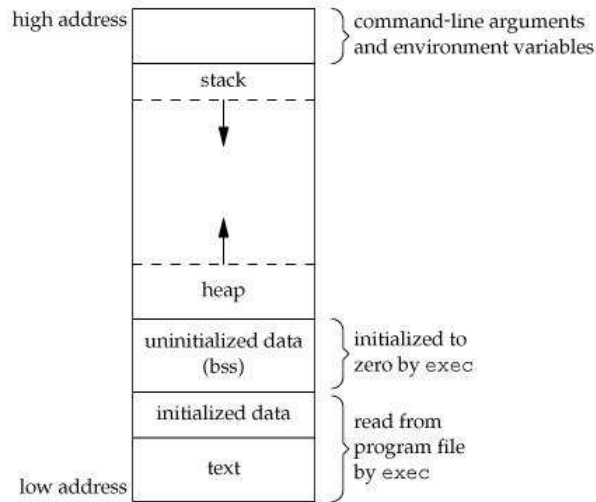 high address
command-line arguments
and environment variables
stack
heap
uninitialized data
(bss)
initialized to
zero by exec
initialized data
read from
program file
by exec
text
low address